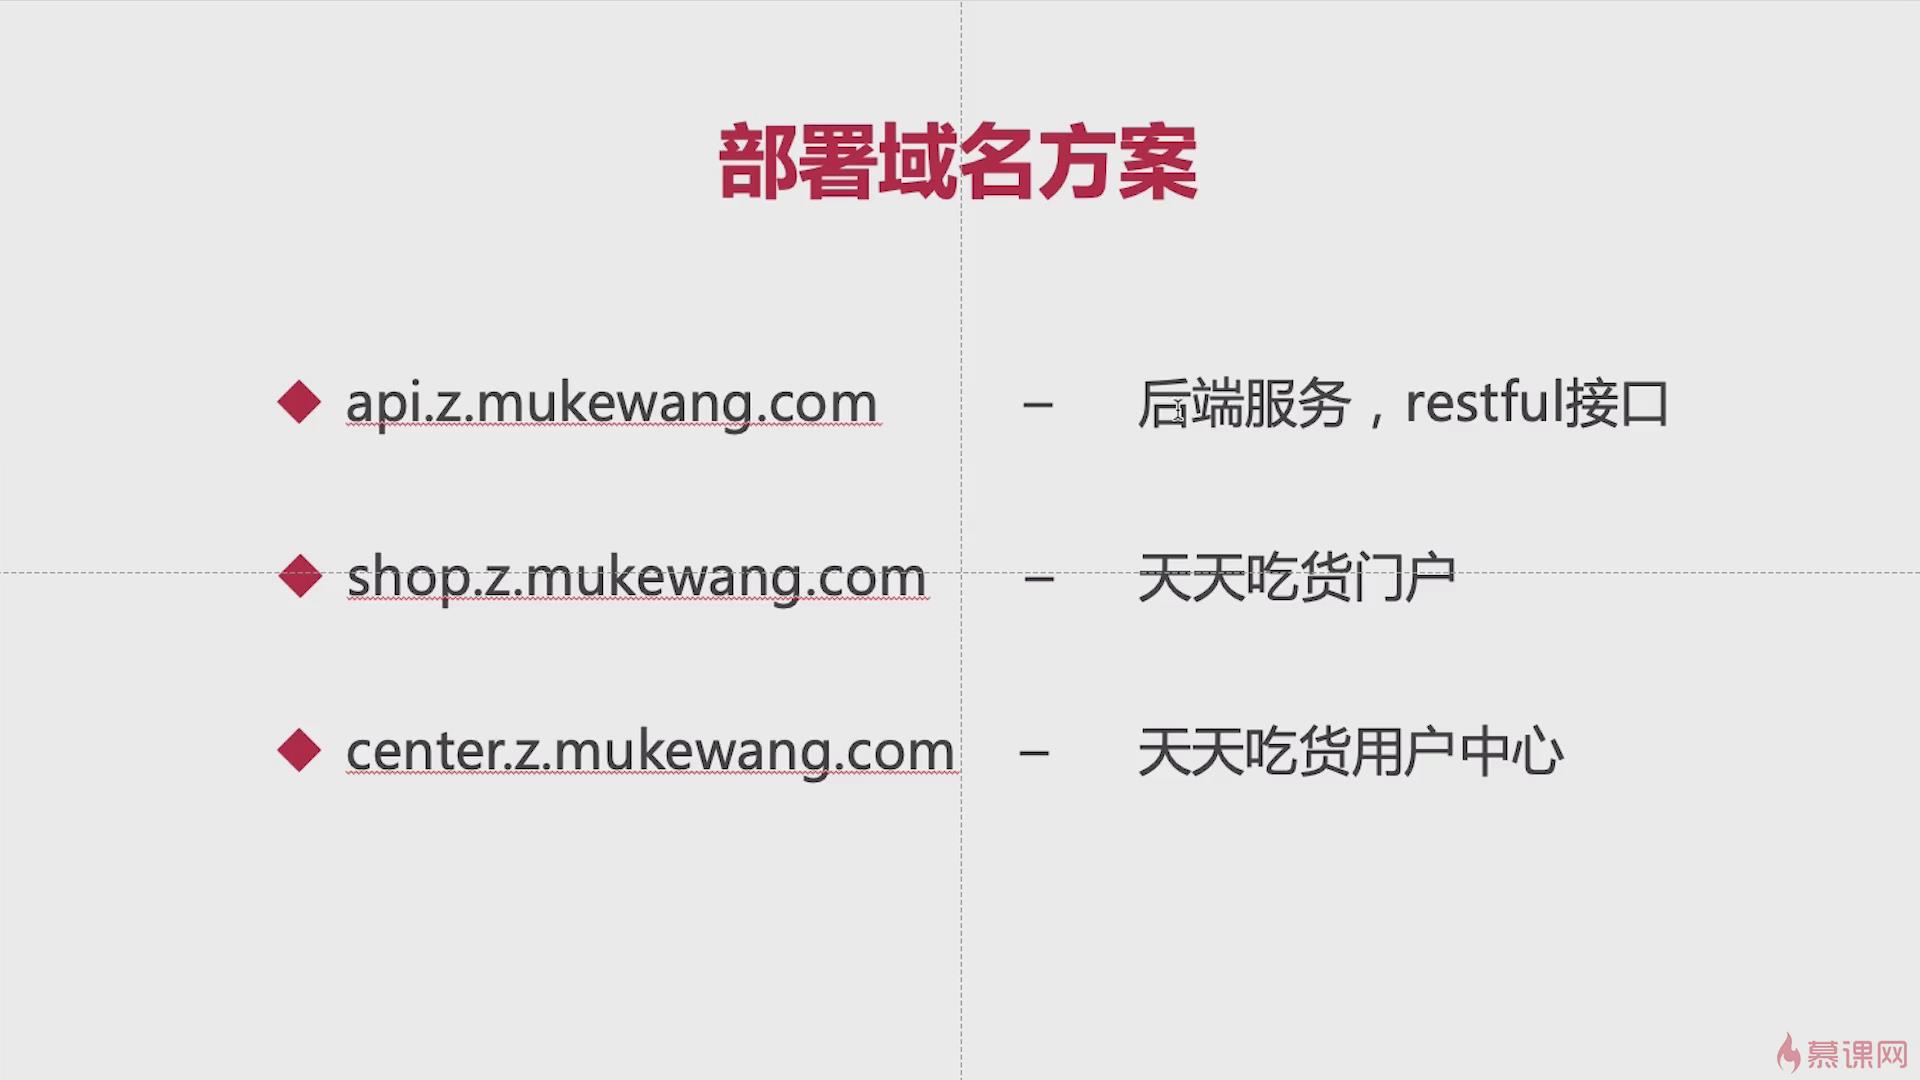 部署域名方案
api.z.mukewang.com – 后端服务，restful接口
shop.z.mukewang.com – 天天吃货门户
center.z.mukewang.com – 天天吃货用户中心
慕课网